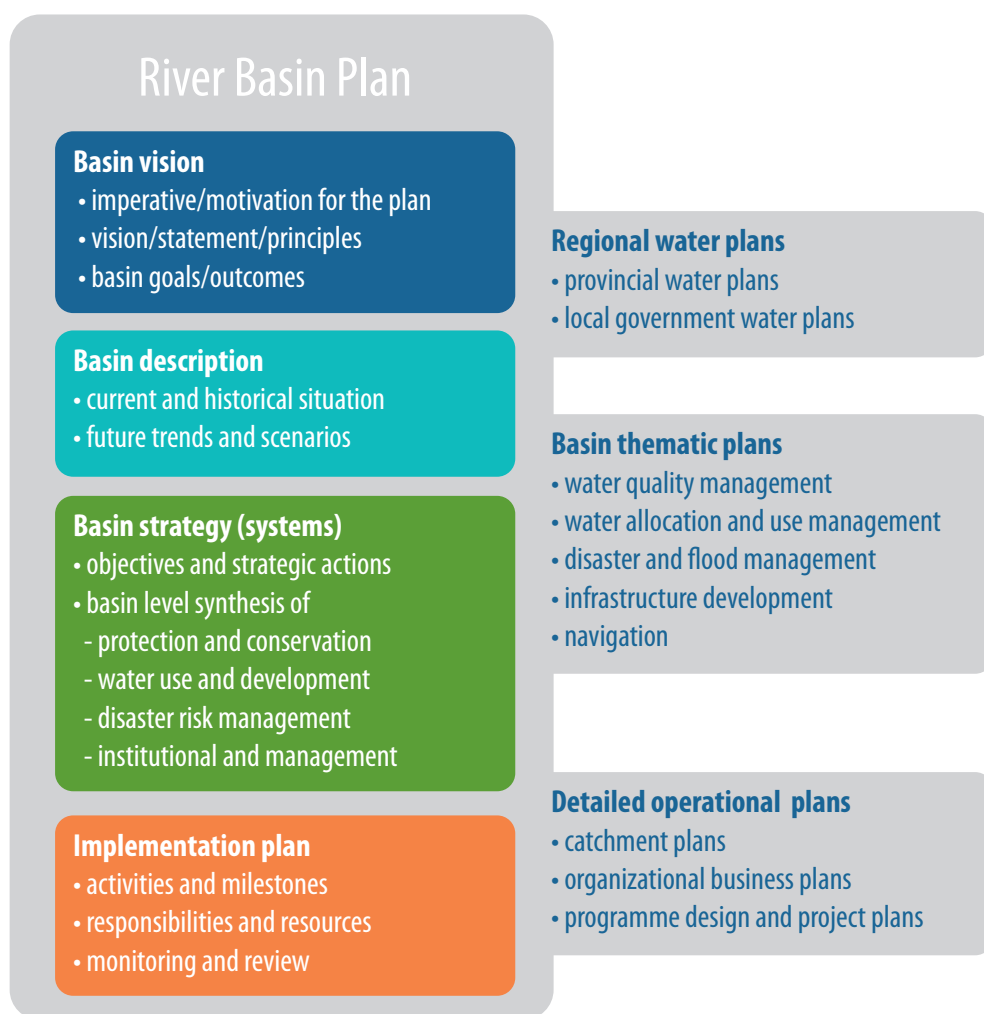 River Basin Plan
Basin vision
• imperative/motivation for the plan
• vision/statement/principles
• basin goals/outcomes
Basin description
• current and historical situation
• future trends and scenarios
Basin strategy (systems)
• objectives and strategic actions
• basin level synthesis of
- protection and conservation
- water use and development
- disaster risk management
- institutional and management
Implementation plan
• activities and milestones
• responsibilities and resources
• monitoring and review
Regional water plans
• provincial water plans
• local government water plans
Basin thematic plans
• water quality management
• water allocation and use management
• disaster and flood management
• infrastructure development
• navigation
Detailed operational plans
• catchment plans
• organizational business plans
• programme design and project plans